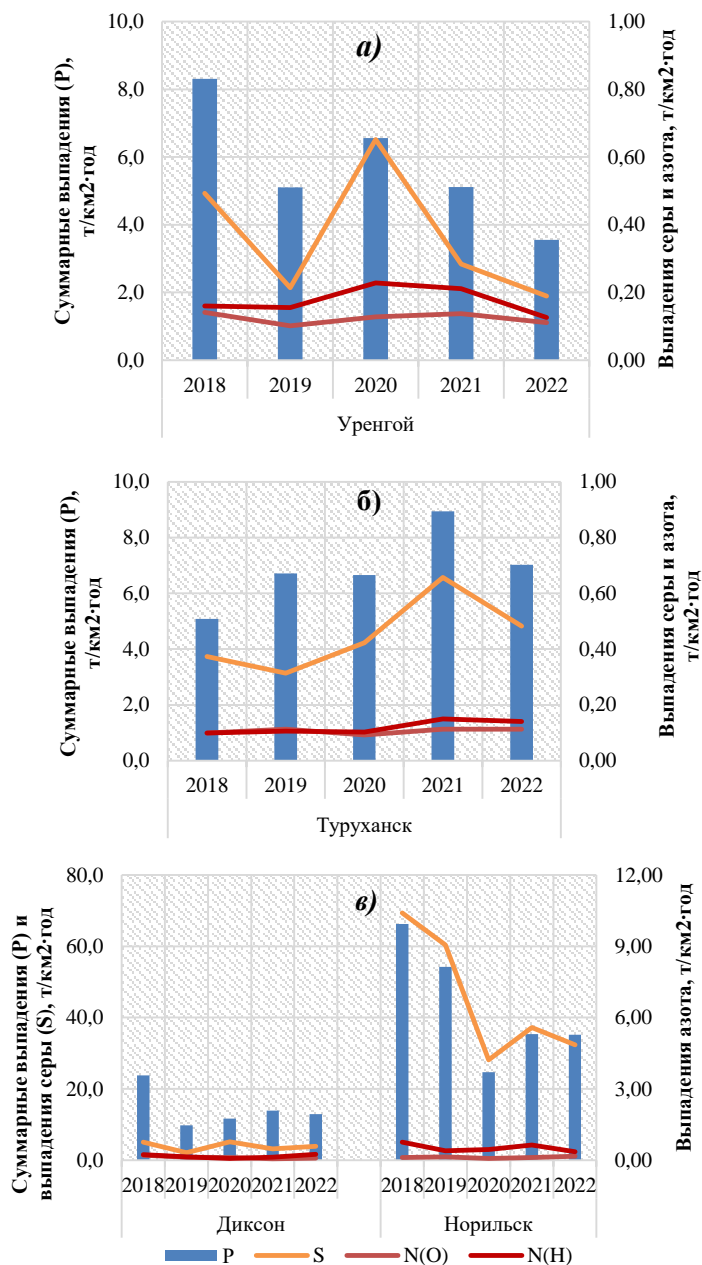 а)
Суммарные выпадения (P),
т/км2·год
10,0
8,0
6,0
4,0
2,0
0,0
1,00
0,80
0,60
0,40
0,20
0,00
Выпадения серы и азота, т/км2·год
2018 2019 2020 2021 2022
Уренгой
б)
Суммарные выпадения (P),
т/км2·год
10,0
8,0
6,0
4,0
2,0
0,0
1,00
0,80
0,60
0,40
0,20
0,00
Выпадения серы и азота,
т/км2·год
2018 2019 2020 2021 2022
Туруханск
в)
Суммарные выпадения (P) и
выпадения серы (S), т/км2·год
80,0
60,0
40,0
20,0
0,0
12,00
9,00
6,00
3,00
0,00
Выпадения азота, т/км2·год
2018 2019 2020 2021 2022 2018 2019 2020 2021 2022
Диксон Норильск
P S N(O) N(H)